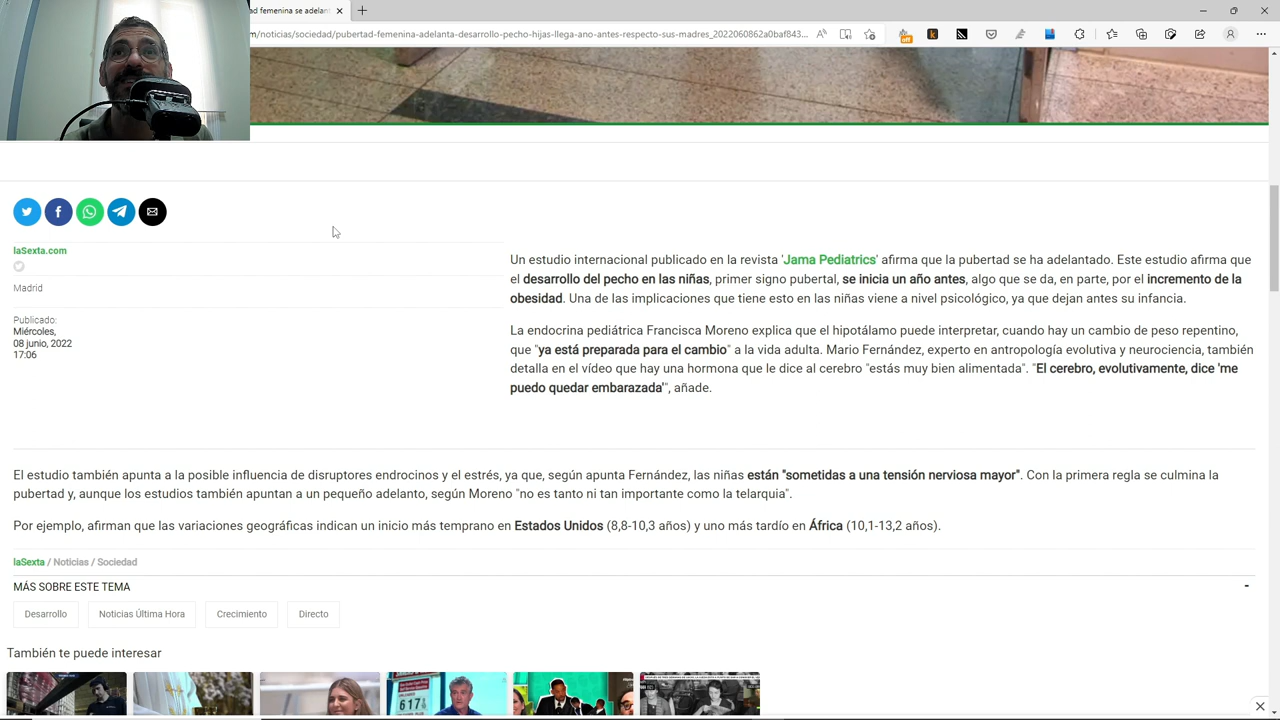 ad femenina se adelant
m/noticias/sociedad/pubertad-femenina-adelanta-desarrollo-pecho-hijas-llega-ano-antes-respecto-sus-madres_2022060862a0baf843...
off
laSexta.com
Madrid
Publicado:
Miércoles,
08 junio, 2022
17:06
Un estudio internacional publicado en la revista 'Jama Pediatrics' afirma que la pubertad se ha adelantado. Este estudio afirma que
el desarrollo del pecho en las niñas, primer signo pubertal, se inicia un año antes, algo que se da, en parte, por el incremento de la
obesidad. Una de las implicaciones que tiene esto en las niñas viene a nivel psicológico, ya que dejan antes su infancia.
La endocrina pediátrica Francisca Moreno explica que el hipotálamo puede interpretar, cuando hay un cambio de peso repentino,
que "ya está preparada para el cambio" a la vida adulta. Mario Fernández, experto en antropología evolutiva y neurociencia, también
detalla en el vídeo que hay una hormona que le dice al cerebro "estás muy bien alimentada". "El cerebro, evolutivamente, dice 'me
puedo quedar embarazada'", añade.
El estudio también apunta a la posible influencia de disruptores endocrinos y el estrés, ya que, según apunta Fernández, las niñas están "sometidas a una tensión nerviosa mayor". Con la primera regla se culmina la
pubertad y, aunque los estudios también apuntan a un pequeño adelanto, según Moreno "no es tanto ni tan importante como la telarquia".
Por ejemplo, afirman que las variaciones geográficas indican un inicio más temprano en Estados Unidos (8,8-10,3 años) y uno más tardío en África (10,1-13,2 años).
laSexta / Noticias / Sociedad
MÁS SOBRE ESTE TEMA
Desarrollo Noticias Última Hora Crecimiento Directo
También te puede interesar
617